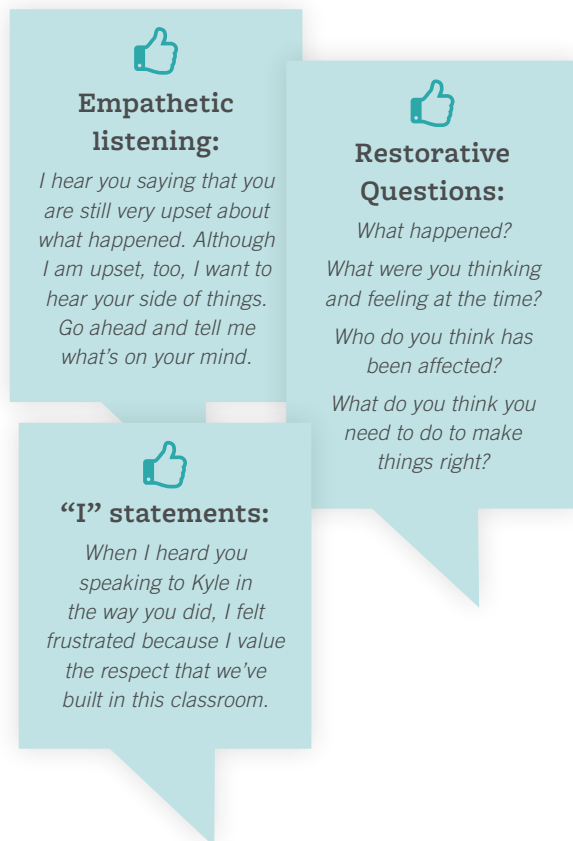 Empathetic
listening:
I hear you saying that you
are still very upset about
what happened. Although
I am upset, too, I want to
hear your side of things.
Go ahead and tell me
what's on your mind.
Restorative
Questions:
What happened?
What were you thinking
and feeling at the time?
Who do you think has
been affected?
What do you think you
need to do to make
things right?
“I” statements:
When I heard you
speaking to Kyle in
the way you did, I felt
frustrated because I value
the respect that we've
built in this classroom.